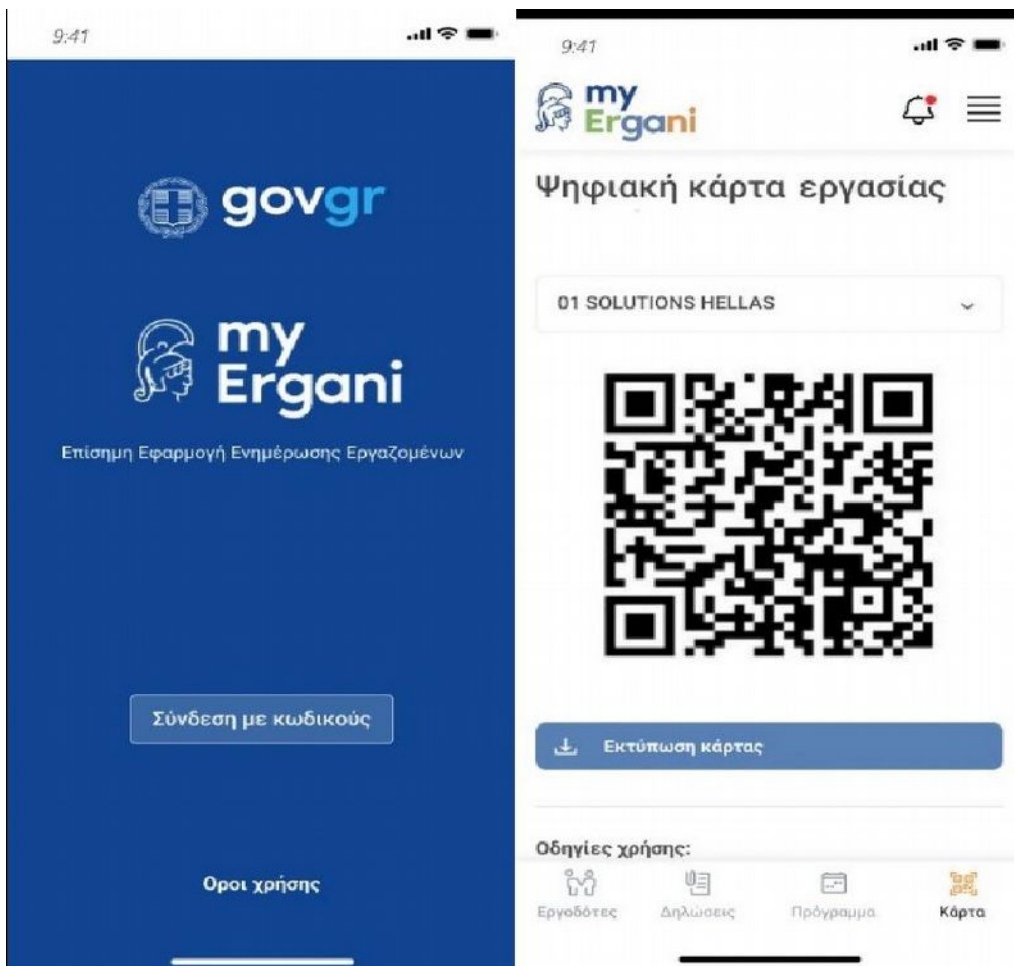 9:41
govgr
my
Ergani
Επίσημη Εφαρμογή Ενημέρωσης Εργαζομένων
Σύνδεση με κωδικούς
Οροι χρήσης
9:41
my
Ergani
Ψηφιακή κάρτα εργασίας
01 SOLUTIONS HELLAS
Εκτύπωση κάρτας
Οδηγίες χρήσης:
Εργοδότες Δηλώσεις Πρόγραμμα Κάρτα